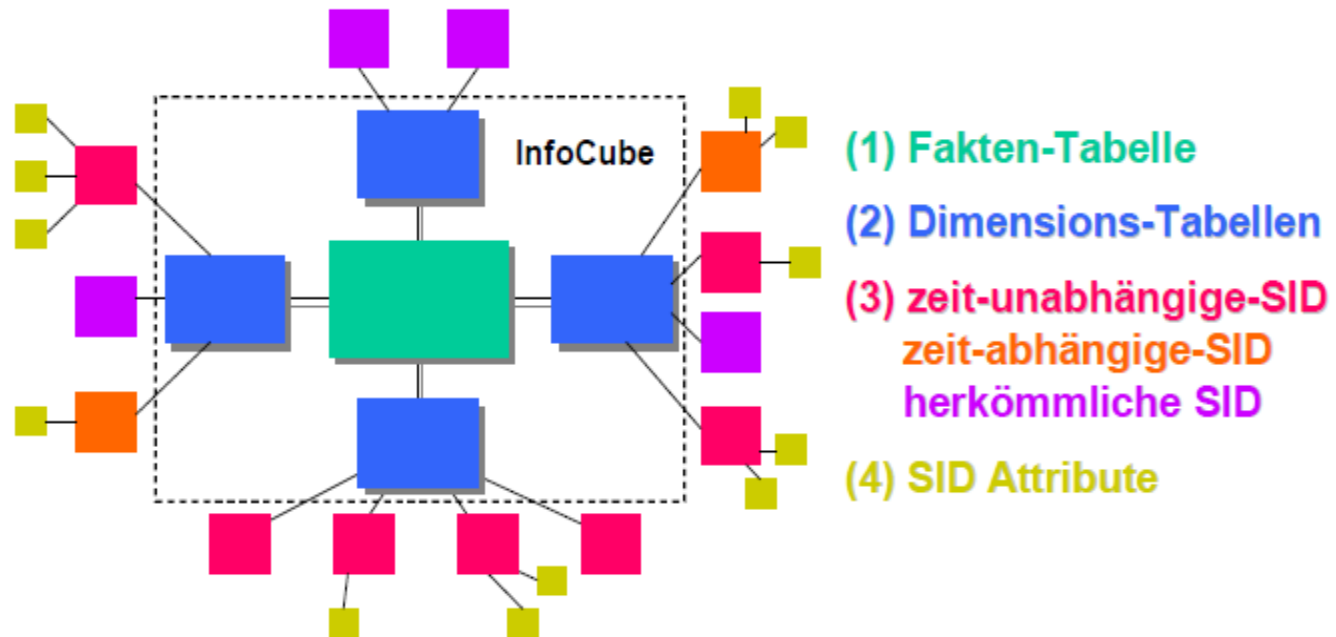 InfoCube
(1) Fakten-Tabelle
(2) Dimensions-Tabellen
(3) zeit-unabhängige-SID
zeit-abhängige-SID
herkömmliche SID
(4) SID Attribute